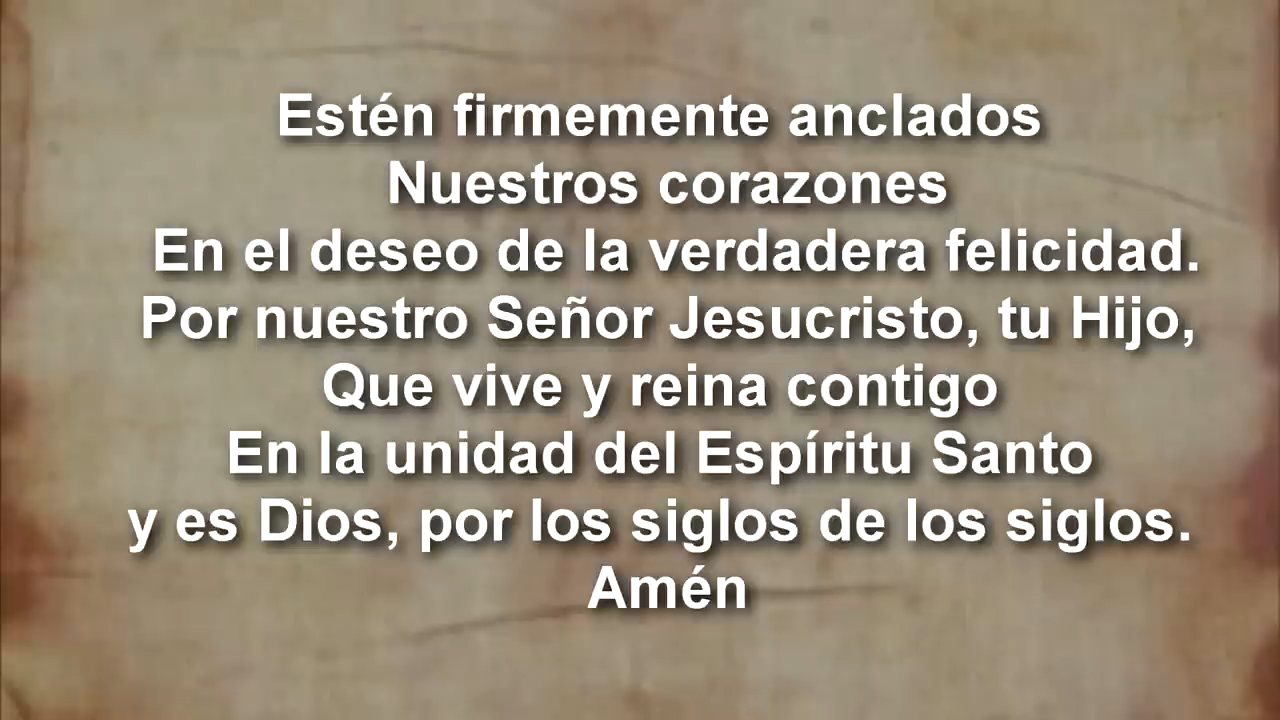 Estén firmemente anclados
Nuestros corazones
En el deseo de la verdadera felicidad.
Por nuestro Señor Jesucristo, tu Hijo,
Que vive y reina contigo
En la unidad del Espíritu Santo
y es Dios, por los siglos de los siglos.
Amén